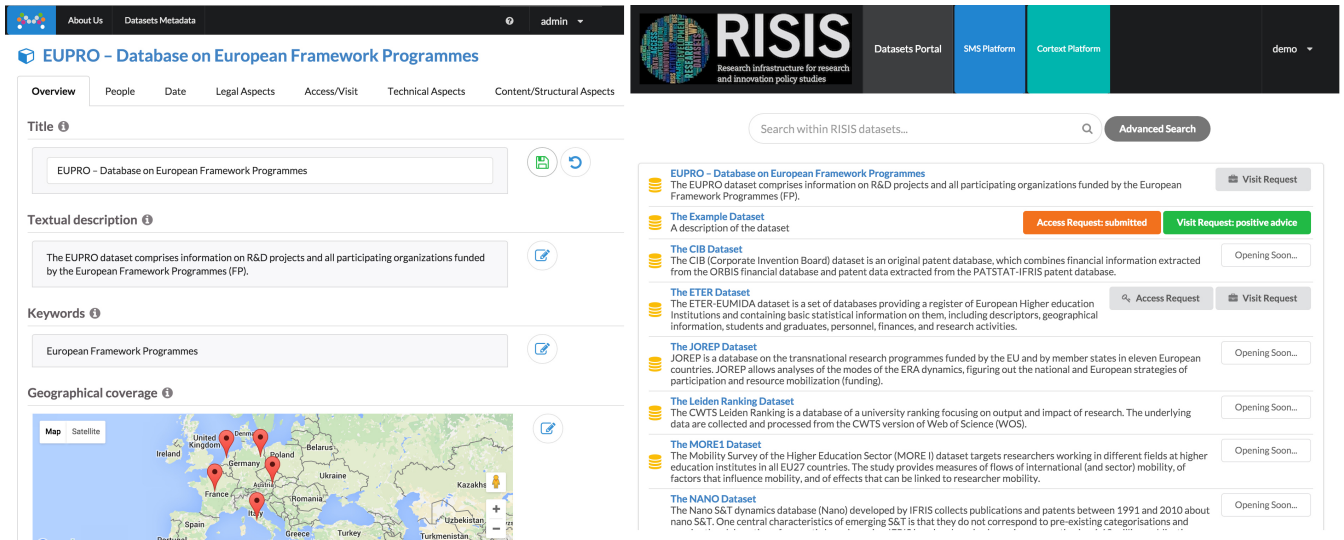 About Us Datasets Metadata admin
EUPRO – Database on European Framework Programmes
Overview People Date Legal Aspects Access/Visit Technical Aspects Content/Structural Aspects
Title
EUPRO – Database on European Framework Programmes
Textual description
The EUPRO dataset comprises information on R&D projects and all participating organizations funded
by the European Framework Programmes (FP).
Keywords
European Framework Programmes
Geographical coverage
Map Satellite
United
Kingdom
Ireland
Belarus
Poland
Germany
Ukraine
Austria
France
Romania
Italy
Spain
Portugal
Greece
Turkey
Uzbekistan
Turkmenistan
RISIS
Research infrastructure for research
and innovation policy studies
Datasets Portal SMS Platform Cortext Platform demo
Search within RISIS datasets... Advanced Search
EUPRO – Database on European Framework Programmes
The EUPRO dataset comprises information on R&D projects and all participating organizations funded by the European
Framework Programmes (FP).
Visit Request
The Example Dataset
A description of the dataset
Access Request: submitted Visit Request: positive advice
The CIB Dataset
The CIB (Corporate Invention Board) dataset is an original patent database, which combines financial information extracted
from the ORBIS financial database and patent data extracted from the PATSTAT-IFRIS patent database.
Opening Soon...
The ETER Dataset
The ETER-EUMIDA dataset is a set of databases providing a register of European Higher education
Institutions and containing basic statistical information on them, including descriptors, geographical
information, students and graduates, personnel, finances, and research activities.
Access Request Visit Request
The JOREP Dataset
JOREP is a database on the transnational research programmes funded by the EU and by member states in eleven European
countries. JOREP allows analyses of the modes of the ERA dynamics, figuring out the national and European strategies of
participation and resource mobilization (funding).
Opening Soon...
The Leiden Ranking Dataset
The CWTS Leiden Ranking is a database of a university ranking focusing on output and impact of research. The underlying
data are collected and processed from the CWTS version of Web of Science (WOS).
Opening Soon...
The MORE1 Dataset
The Mobility Survey of the Higher Education Sector (MORE I) dataset targets researchers working in different fields at higher
education institutes in all EU27 countries. The study provides measures of flows of international (and sector) mobility, of
factors that influence mobility, and of effects that can be linked to researcher mobility.
Opening Soon...
The NANO Dataset
The Nano S&T dynamics database (Nano) developed by IFRIS collects publications and patents between 1991 and 2010 about
nano S&T. One central characteristics of emerging S&T is that they do not correspond to pre-existing categorisations and
Opening Soon...